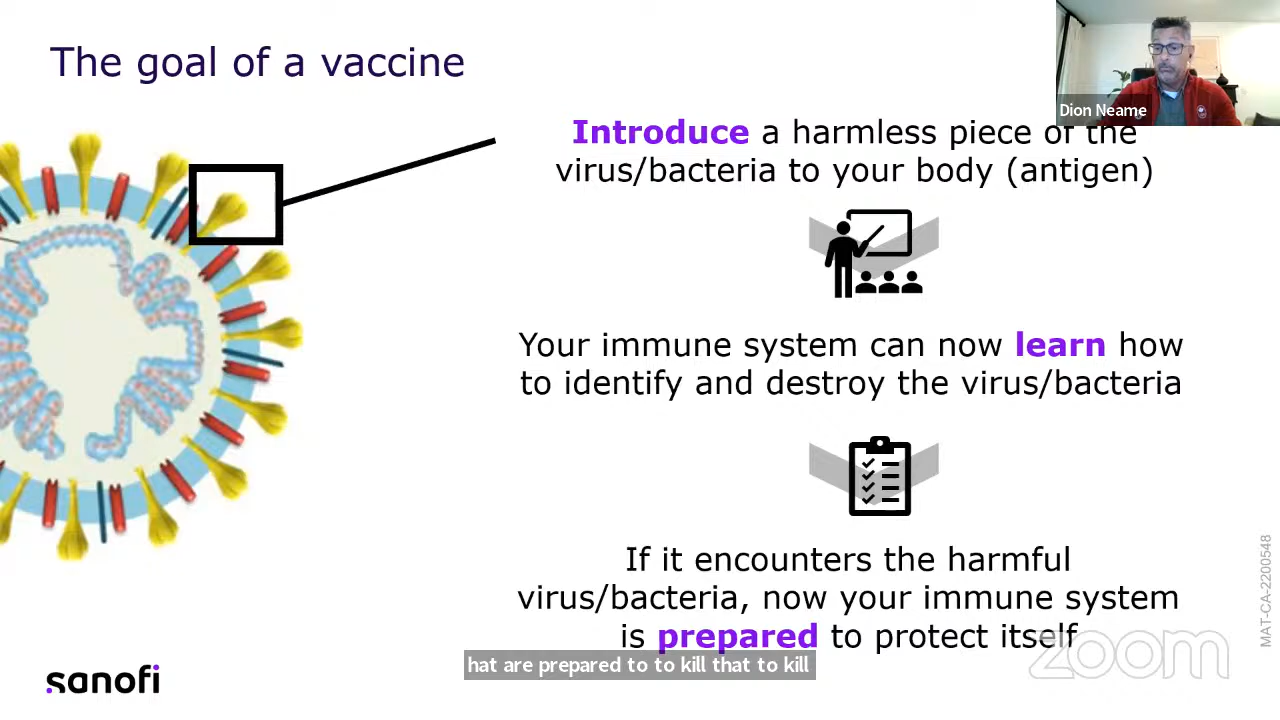 The goal of a vaccine
Dion Neame
Introduce a harmless piece of the
virus/bacteria to your body (antigen)
Your immune system can now learn how
to identify and destroy the virus/bacteria
If it encounters the harmful
virus/bacteria, now your immune system
is prepared to protect itself
hat are prepared to to kill that to kill
sanofi
zoom
MAT-CA-2200548